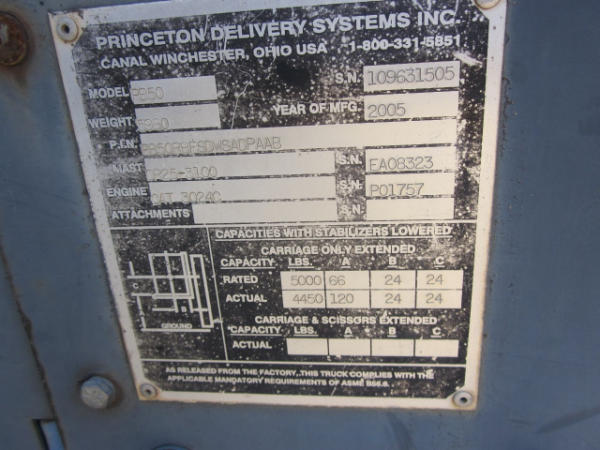 PRINCETON DELIVERY SYSTEMS INC.
CANAL WINCHESTER, OHIO USA 1-800-331-5851
S.N. 109631505
MODEL PB50
YEAR OF MFG. 2005
WEIGHT
P.I.N.
MAST S.N. EA08323
ENGINE CAT 3024C S.N. P01757
ATTACHMENTS S.N.
CAPACITIES WITH STABILIZERS LOWERED
CARRIAGE ONLY EXTENDED
CAPACITY LBS. A B C
RATED 5000 66 24 24
ACTUAL 4450 120 24 24
CARRIAGE & SCISSORS EXTENDED
CAPACITY LBS. A B C
ACTUAL
C
GROUND
AS RELEASED FROM THE FACTORY, THIS TRUCK COMPLIES WITH THE
APPLICABLE MANDATORY REQUIREMENTS OF ASME B56.6.